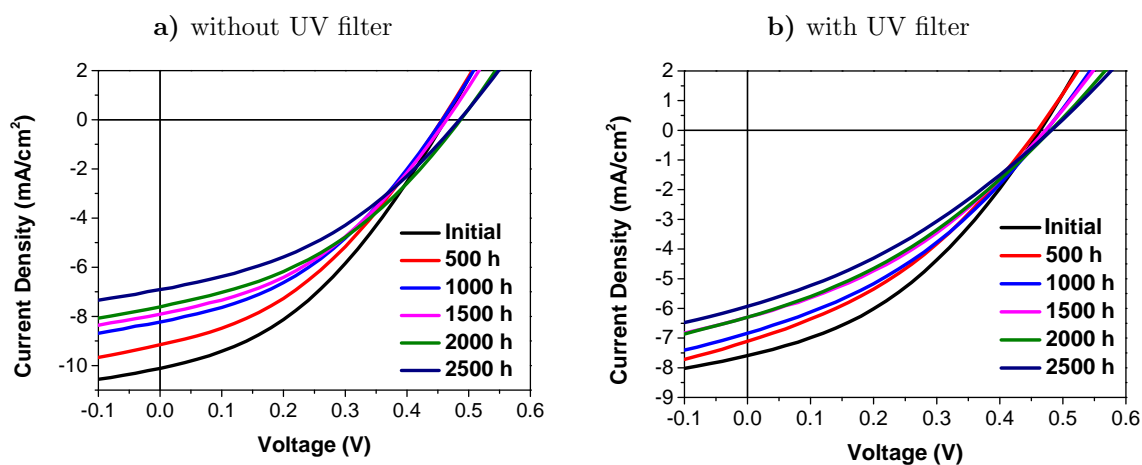 a) without UV filter
2
0
-2
-4
-6
-8
-10
Current Density (mA/cm²)
-0.1 0.0 0.1 0.2 0.3 0.4 0.5 0.6
Voltage (V)
Initial
500 h
1000 h
1500 h
2000 h
2500 h
b) with UV filter
2
1
0
-1
-2
-3
-4
-5
-6
-7
-8
-9
Current Density (mA/cm²)
-0.1 0.0 0.1 0.2 0.3 0.4 0.5 0.6
Voltage (V)
Initial
500 h
1000 h
1500 h
2000 h
2500 h